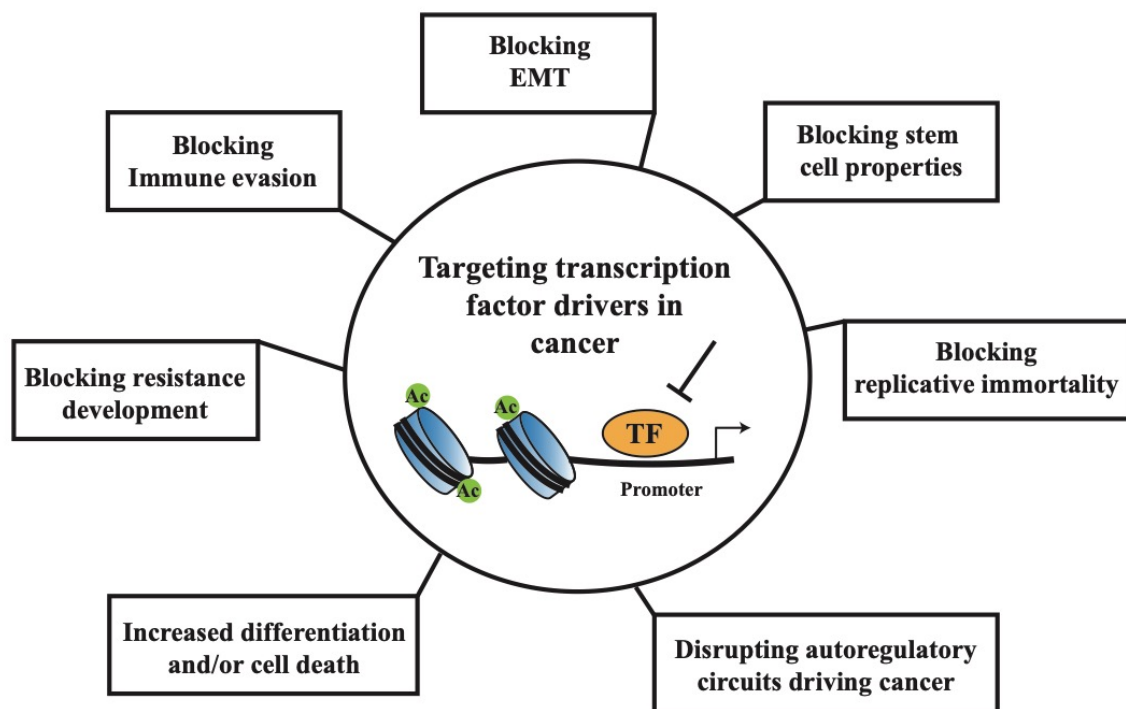 Blocking
EMT
Blocking
Immune evasion
Blocking stem
cell properties
Targeting transcription
factor drivers in
cancer
Blocking resistance
development
Blocking
replicative immortality
Ac
Ac
Ac
TF
Promoter
Increased differentiation
and/or cell death
Disrupting autoregulatory
circuits driving cancer